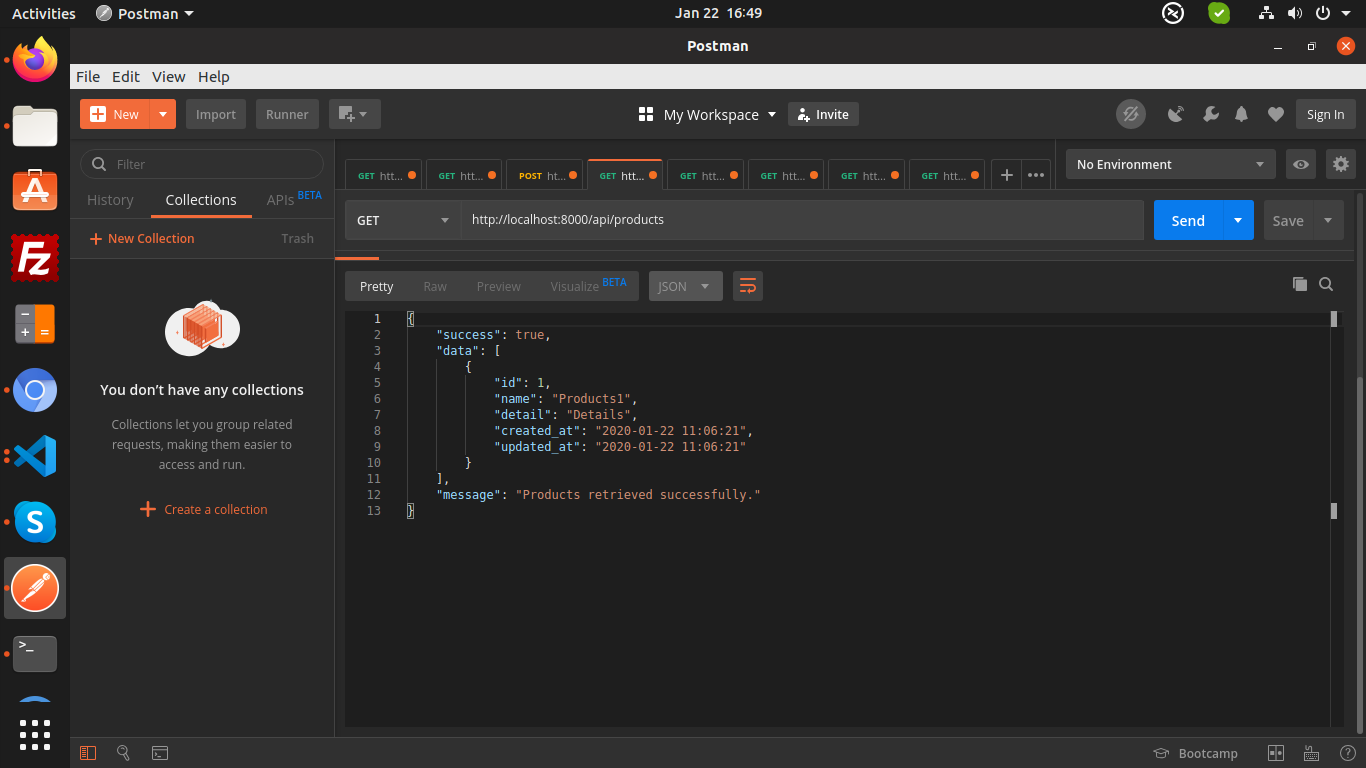 Activities Postman Jan 22 16:49
Postman
File Edit View Help
New Import Runner My Workspace Invite Sign In
Filter
GET htt... GET htt... POST ht... GET htt... GET htt... GET htt... GET htt... GET htt... No Environment
History Collections APIs BETA
GET http://localhost:8000/api/products Send Save
New Collection Trash
Pretty Raw Preview Visualize BETA JSON
1 {
2 "success": true,
3 "data": [
4 {
5 "id": 1,
6 "name": "Products1",
7 "detail": "Details",
8 "created_at": "2020-01-22 11:06:21",
9 "updated_at": "2020-01-22 11:06:21"
10 }
11 ],
12 "message": "Products retrieved successfully."
13 }
You don’t have any collections
Collections let you group related
requests, making them easier to
access and run.
Create a collection
Bootcamp